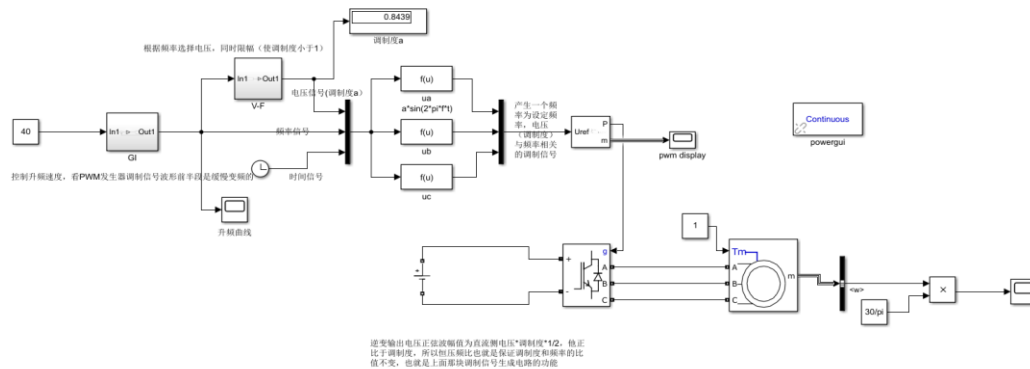 0.8439
调制度a
根据频率选择电压，同时限幅（使调制度小于1）
In1
Out1
V-F
电压信号(调制度a）
f(u)
ua
a*sin(2*pi*f*t)
产生一个频
率为设定频
率，电压
（调制度）
与频率相关
的调制信号
40
In1
Out1
GI
频率信号
f(u)
ub
Uref
P
m
pwm display
Continuous
powergui
控制升频速度，看PWM发生器调制信号波形前半段是缓慢变频的
时间信号
f(u)
uc
升频曲线
1
+
-
g
A
B
C
Tm
A
B
C
m
<w>
30/pi
×
逆变输出电压正弦波幅值为直流侧电压*调制度*1/2，他正
比于调制度，所以恒压频比也就是保证调制度和频率的比
值不变，也就是上面那块调制信号生成电路的功能